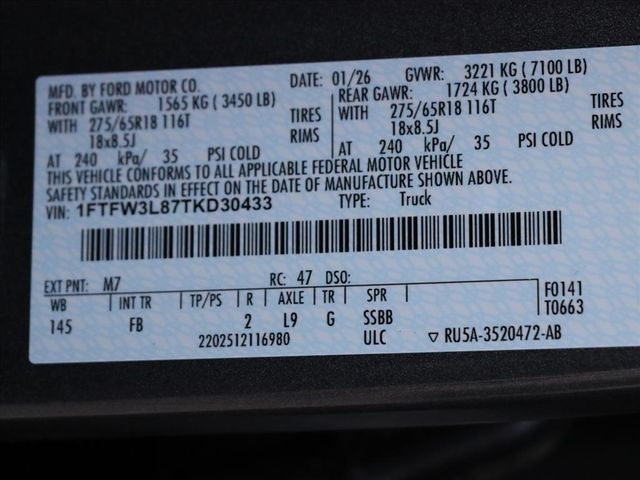 MFD. BY FORD MOTOR CO. DATE: 01/26 GVWR: 3221 KG ( 7100 LB)
FRONT GAWR: 1565 KG ( 3450 LB) REAR GAWR: 1724 KG ( 3800 LB)
WITH 275/65R18 116T TIRES WITH 275/65R18 116T TIRES
18x8.5J RIMS 18x8.5J RIMS
AT 240 kPa/ 35 PSI COLD AT 240 kPa/ 35 PSI COLD
THIS VEHICLE CONFORMS TO ALL APPLICABLE FEDERAL MOTOR VEHICLE
SAFETY STANDARDS IN EFFECT ON THE DATE OF MANUFACTURE SHOWN ABOVE.
VIN: 1FTFW3L87TKD30433 TYPE: Truck
EXT PNT: M7 RC: 47 DSO: F0141
WB INT TR TP/PS R AXLE TR SPR T0663
145 FB 2 L9 G SSBB
2202512116980 ULC ▽ RU5A-3520472-AB